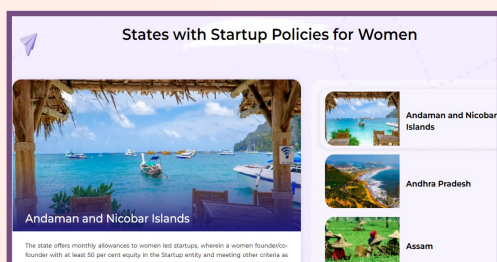 States with Startup Policies for Women
Andaman and Nicobar Islands
The state offers monthly allowances to women led startups, wherein a women founder/co-
founder with at least 50 per cent equity in the Startup entity and meeting other criteria as
Andaman and Nicobar
Islands
Andhra Pradesh
Assam